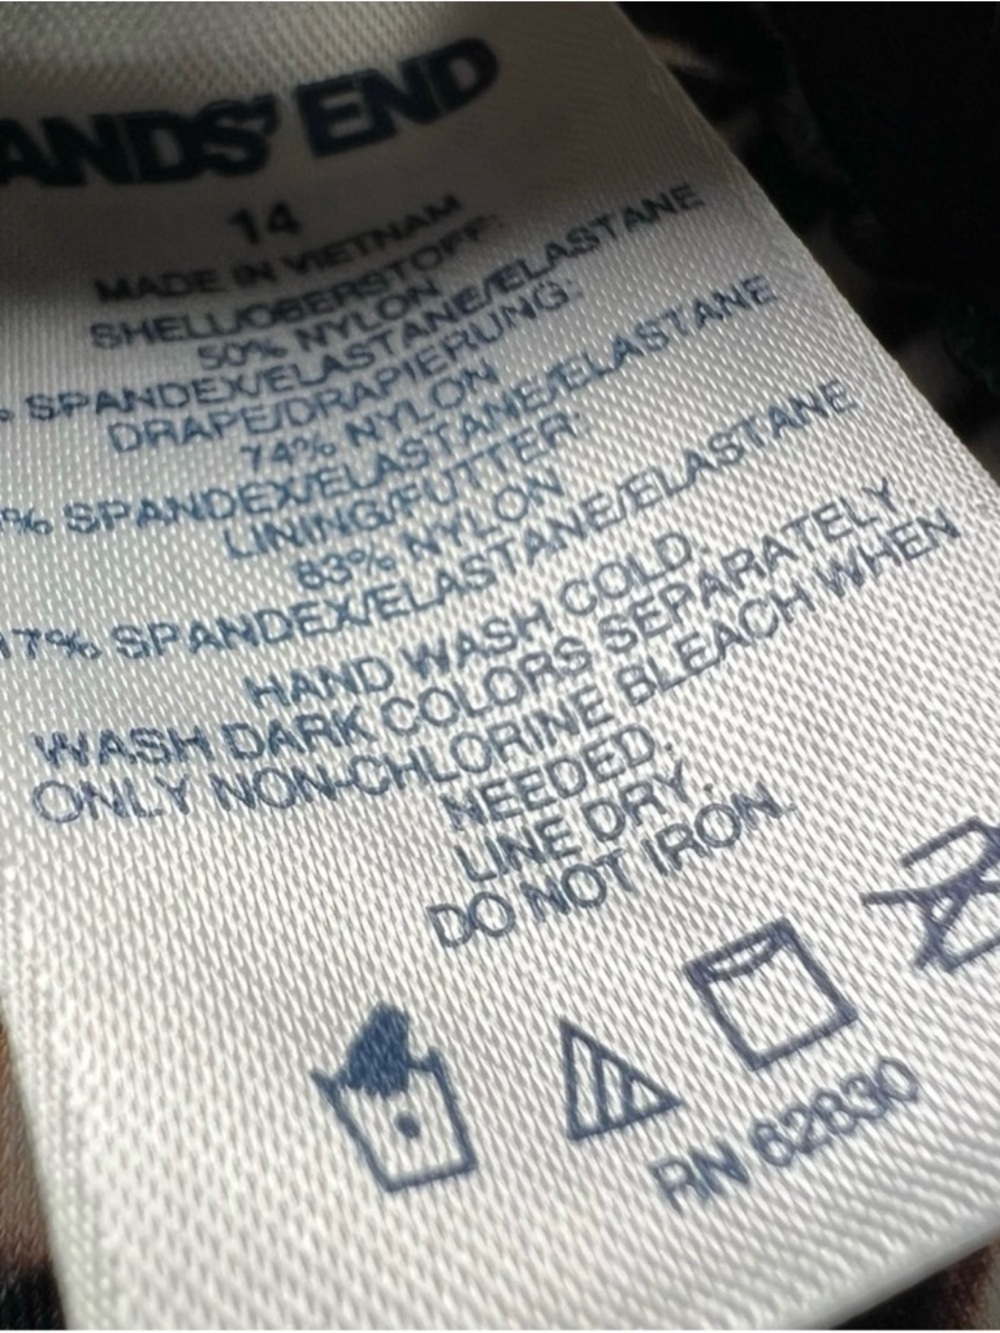 ANDS' END
14
MADE IN VIETNAM
SHELL/OBERSTOFF:
50% NYLON
% SPANDEX/ELASTANE/ELASTANE
DRAPE/DRAPIERUNG:
74% NYLON
% SPANDEX/ELASTANE/ELASTANE
LINING/FUTTER:
83% NYLON
17% SPANDEX/ELASTANE/ELASTANE
HAND WASH COLD.
WASH DARK COLORS SEPARATELY.
ONLY NON-CHLORINE BLEACH WHEN
NEEDED.
LINE DRY.
DO NOT IRON.
RN 62830